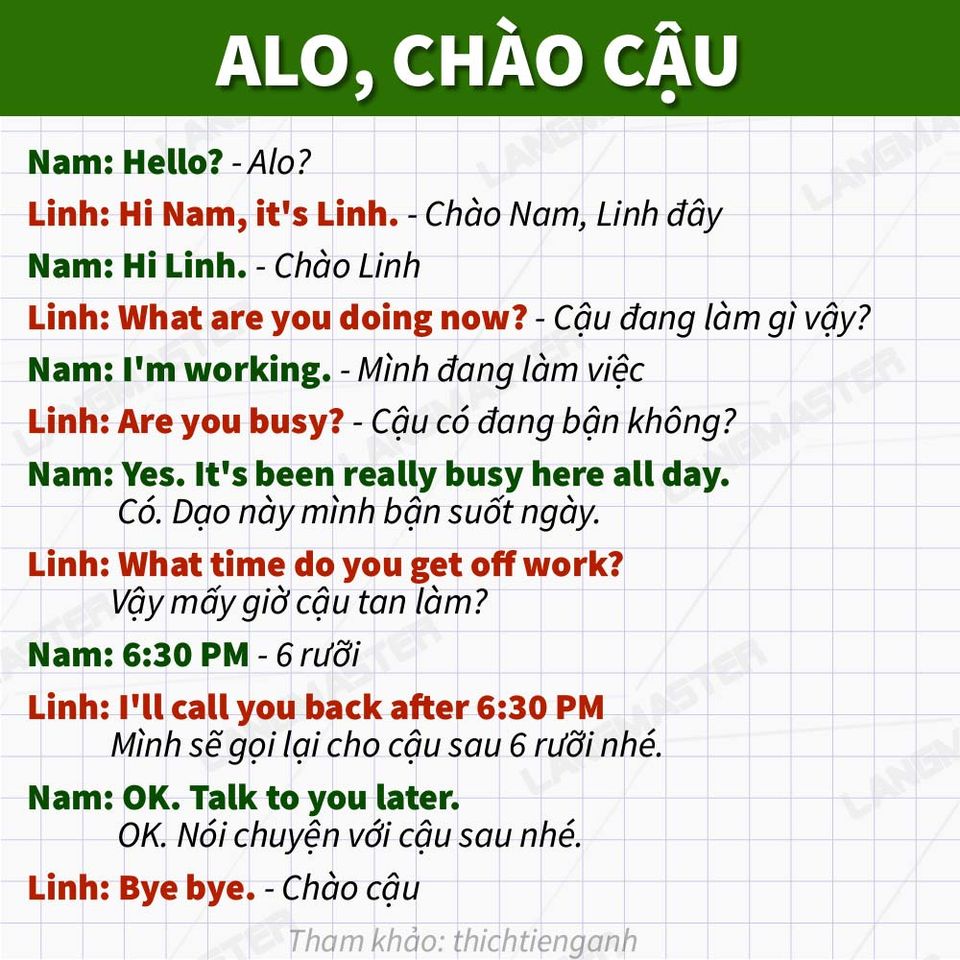 ALO, CHÀO CẬU
Nam: Hello? - Alo?
Linh: Hi Nam, it's Linh. - Chào Nam, Linh đây
Nam: Hi Linh. - Chào Linh
Linh: What are you doing now? - Cậu đang làm gì vậy?
Nam: I'm working. - Mình đang làm việc
Linh: Are you busy? - Cậu có đang bận không?
Nam: Yes. It's been really busy here all day.
Có. Dạo này mình bận suốt ngày.
Linh: What time do you get off work?
Vậy mấy giờ cậu tan làm?
Nam: 6:30 PM - 6 rưỡi
Linh: I'll call you back after 6:30 PM
Mình sẽ gọi lại cho cậu sau 6 rưỡi nhé.
Nam: OK. Talk to you later.
OK. Nói chuyện với cậu sau nhé.
Linh: Bye bye. - Chào cậu
Tham khảo: thichtienganh
LANGMASTER